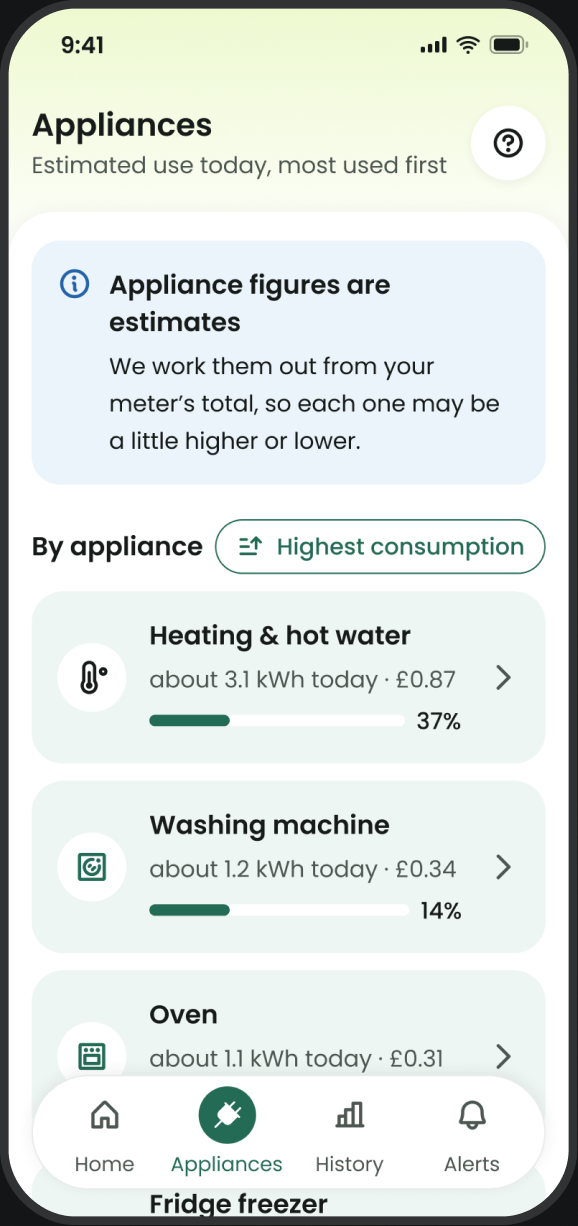 9:41
Appliances
Estimated use today, most used first
Appliance figures are
estimates
We work them out from your
meter’s total, so each one may be
a little higher or lower.
By appliance
Highest consumption
Heating & hot water
about 3.1 kWh today · £0.87
37%
Washing machine
about 1.2 kWh today · £0.34
14%
Oven
about 1.1 kWh today · £0.31
Home
Appliances
History
Alerts
Fridge freezer